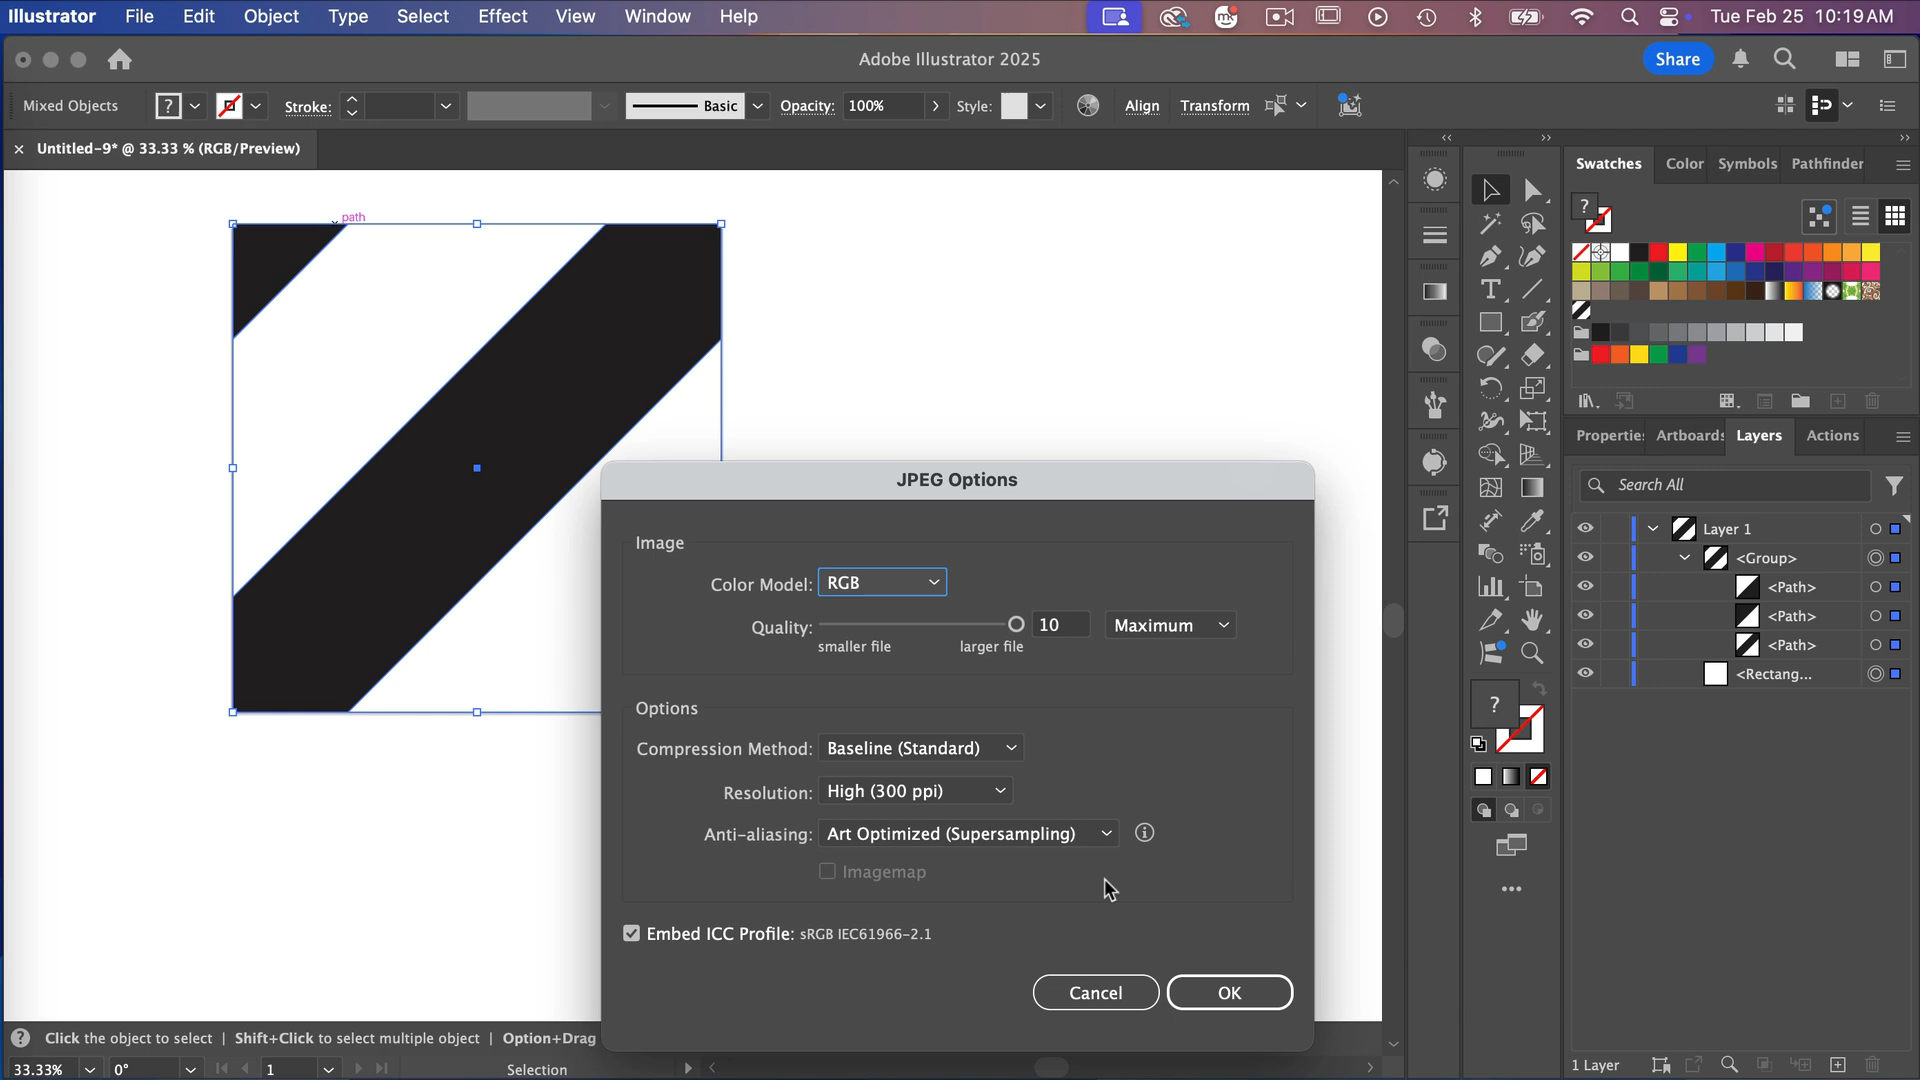 Illustrator File Edit Object Type Select Effect View Window Help
Tue Feb 25 10:19 AM
Adobe Illustrator 2025
Share
Mixed Objects
?
Stroke:
Basic
Opacity: 100%
Style:
Align
Transform
× Untitled-9* @ 33.33 % (RGB/Preview)
path
Swatches Color Symbols Pathfinder
?
Properties Artboards Layers Actions
Search All
Layer 1
<Group>
<Path>
<Path>
<Path>
<Rectang...
?
JPEG Options
Image
Color Model: RGB
Quality: 10 Maximum
smaller file larger file
Options
Compression Method: Baseline (Standard)
Resolution: High (300 ppi)
Anti-aliasing: Art Optimized (Supersampling)
Imagemap
Embed ICC Profile: sRGB IEC61966-2.1
Cancel OK
? Click the object to select | Shift+Click to select multiple object | Option+Drag
33.33% 0° 1 Selection
1 Layer